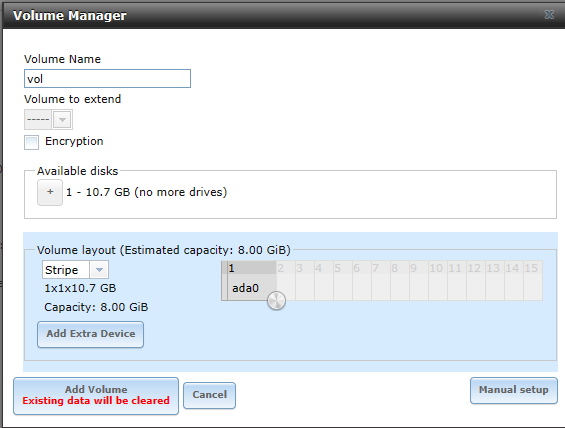 Volume Manager
Volume Name
vol
Volume to extend
-----
Encryption
Available disks
+ 1 - 10.7 GB (no more drives)
Volume layout (Estimated capacity: 8.00 GiB)
Stripe
1 2 3 4 5 6 7 8 9 10 11 12 13 14 15
1x1x10.7 GB
ada0
Capacity: 8.00 GiB
Add Extra Device
Add Volume
Existing data will be cleared
Cancel
Manual setup